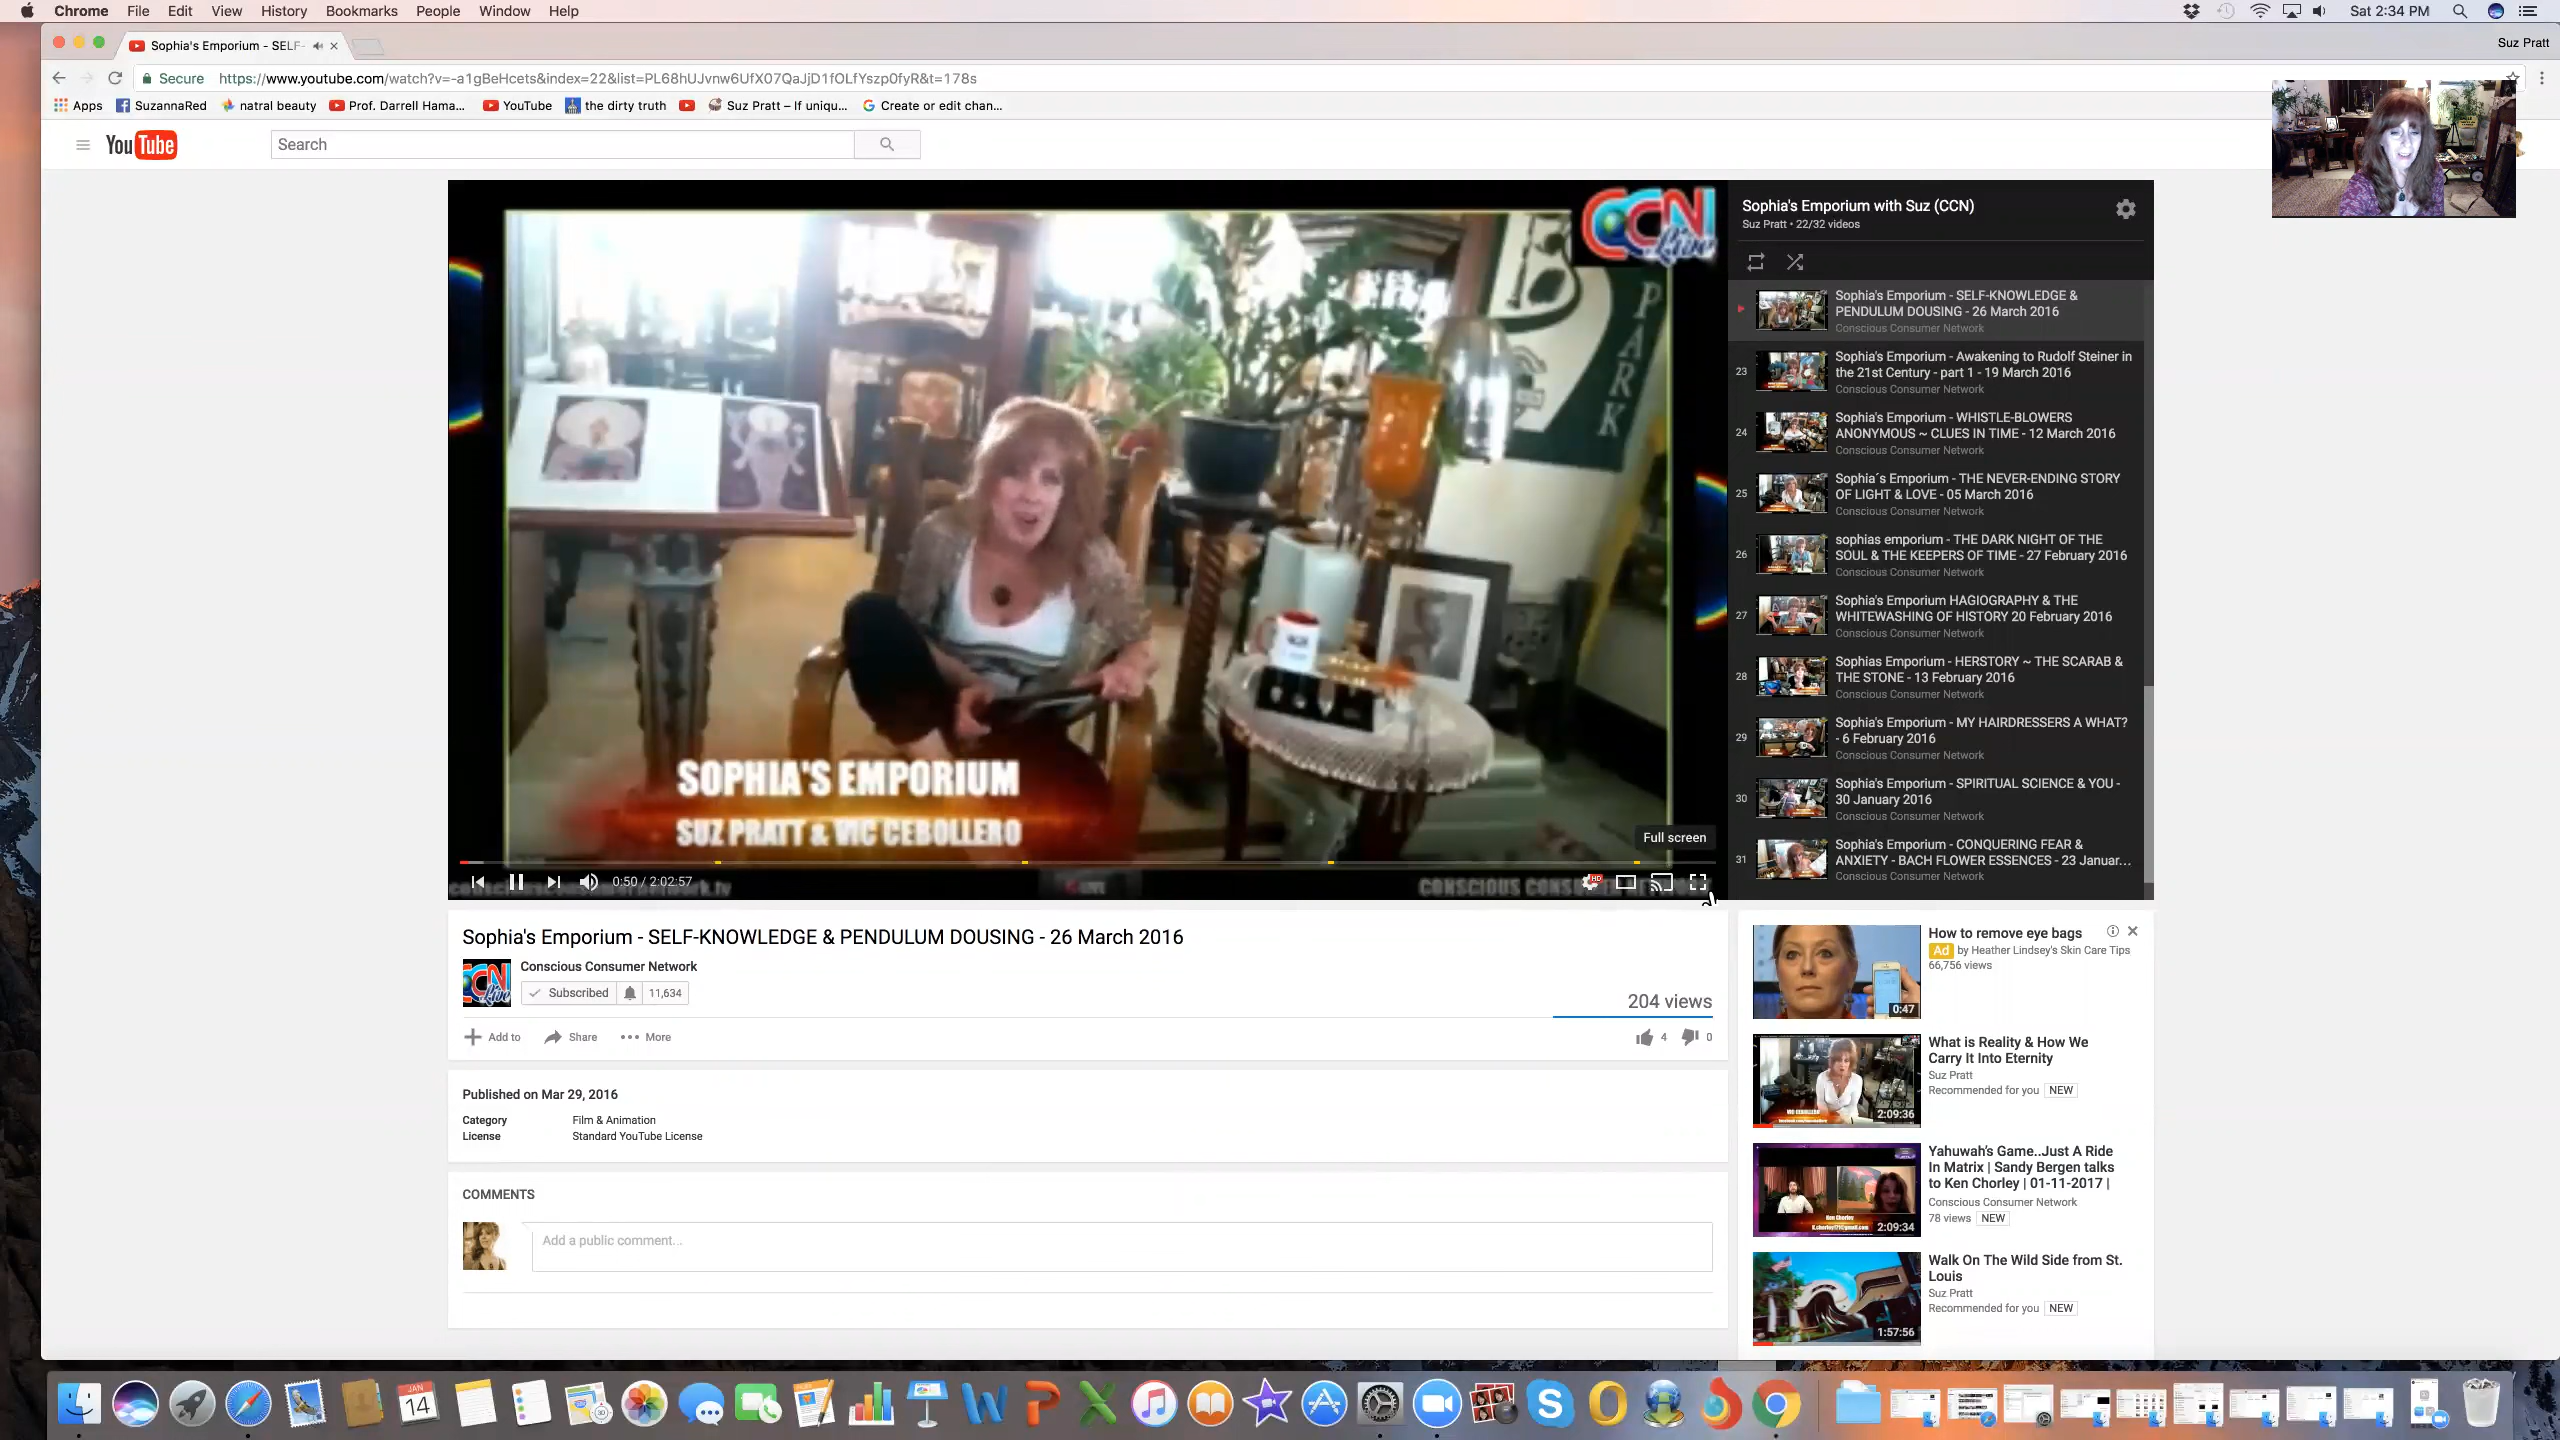 Chrome File Edit View History Bookmarks People Window Help
Sat 2:34 PM
Sophia's Emporium - SELF-
Suz Pratt
Secure https://www.youtube.com/watch?v=-a1gBeHcets&index=22&list=PL68hUJvnw6UfX07QaJjD1fOLfYszp0fyR&t=178s
Apps SuzannaRed natral beauty Prof. Darrell Hama... YouTube the dirty truth Suz Pratt – If uniqu... Create or edit chan...
YouTube
Search
CCN
Live
PARK
SOPHIA'S EMPORIUM
SUZ PRATT & VIC CEBOLLERO
Full screen
0:50 / 2:02:57
HD
Sophia's Emporium with Suz (CCN)
Suz Pratt • 22/32 videos
Sophia's Emporium - SELF-KNOWLEDGE &
PENDULUM DOUSING - 26 March 2016
Conscious Consumer Network
23
Sophia's Emporium - Awakening to Rudolf Steiner in
the 21st Century - part 1 - 19 March 2016
Conscious Consumer Network
24
Sophia's Emporium - WHISTLE-BLOWERS
ANONYMOUS ~ CLUES IN TIME - 12 March 2016
Conscious Consumer Network
25
Sophia´s Emporium - THE NEVER-ENDING STORY
OF LIGHT & LOVE - 05 March 2016
Conscious Consumer Network
26
sophias emporium - THE DARK NIGHT OF THE
SOUL & THE KEEPERS OF TIME - 27 February 2016
Conscious Consumer Network
27
Sophia's Emporium HAGIOGRAPHY & THE
WHITEWASHING OF HISTORY 20 February 2016
Conscious Consumer Network
28
Sophias Emporium - HERSTORY ~ THE SCARAB &
THE STONE - 13 February 2016
Conscious Consumer Network
29
Sophia's Emporium - MY HAIRDRESSERS A WHAT?
- 6 February 2016
Conscious Consumer Network
30
Sophia's Emporium - SPIRITUAL SCIENCE & YOU -
30 January 2016
Conscious Consumer Network
31
Sophia's Emporium - CONQUERING FEAR &
ANXIETY - BACH FLOWER ESSENCES - 23 Januar...
Conscious Consumer Network
Sophia's Emporium - SELF-KNOWLEDGE & PENDULUM DOUSING - 26 March 2016
Conscious Consumer Network
Subscribed 11,634
204 views
Add to Share More
4 0
Published on Mar 29, 2016
Category Film & Animation
License Standard YouTube License
COMMENTS
Add a public comment...
How to remove eye bags
Ad by Heather Lindsey's Skin Care Tips
66,756 views
0:47
What is Reality & How We
Carry It Into Eternity
Suz Pratt
Recommended for you NEW
2:09:36
Yahuwah's Game..Just A Ride
In Matrix | Sandy Bergen talks
to Ken Chorley | 01-11-2017 |
Conscious Consumer Network
78 views NEW
2:09:34
Walk On The Wild Side from St.
Louis
Suz Pratt
Recommended for you NEW
1:57:56
JAN
14